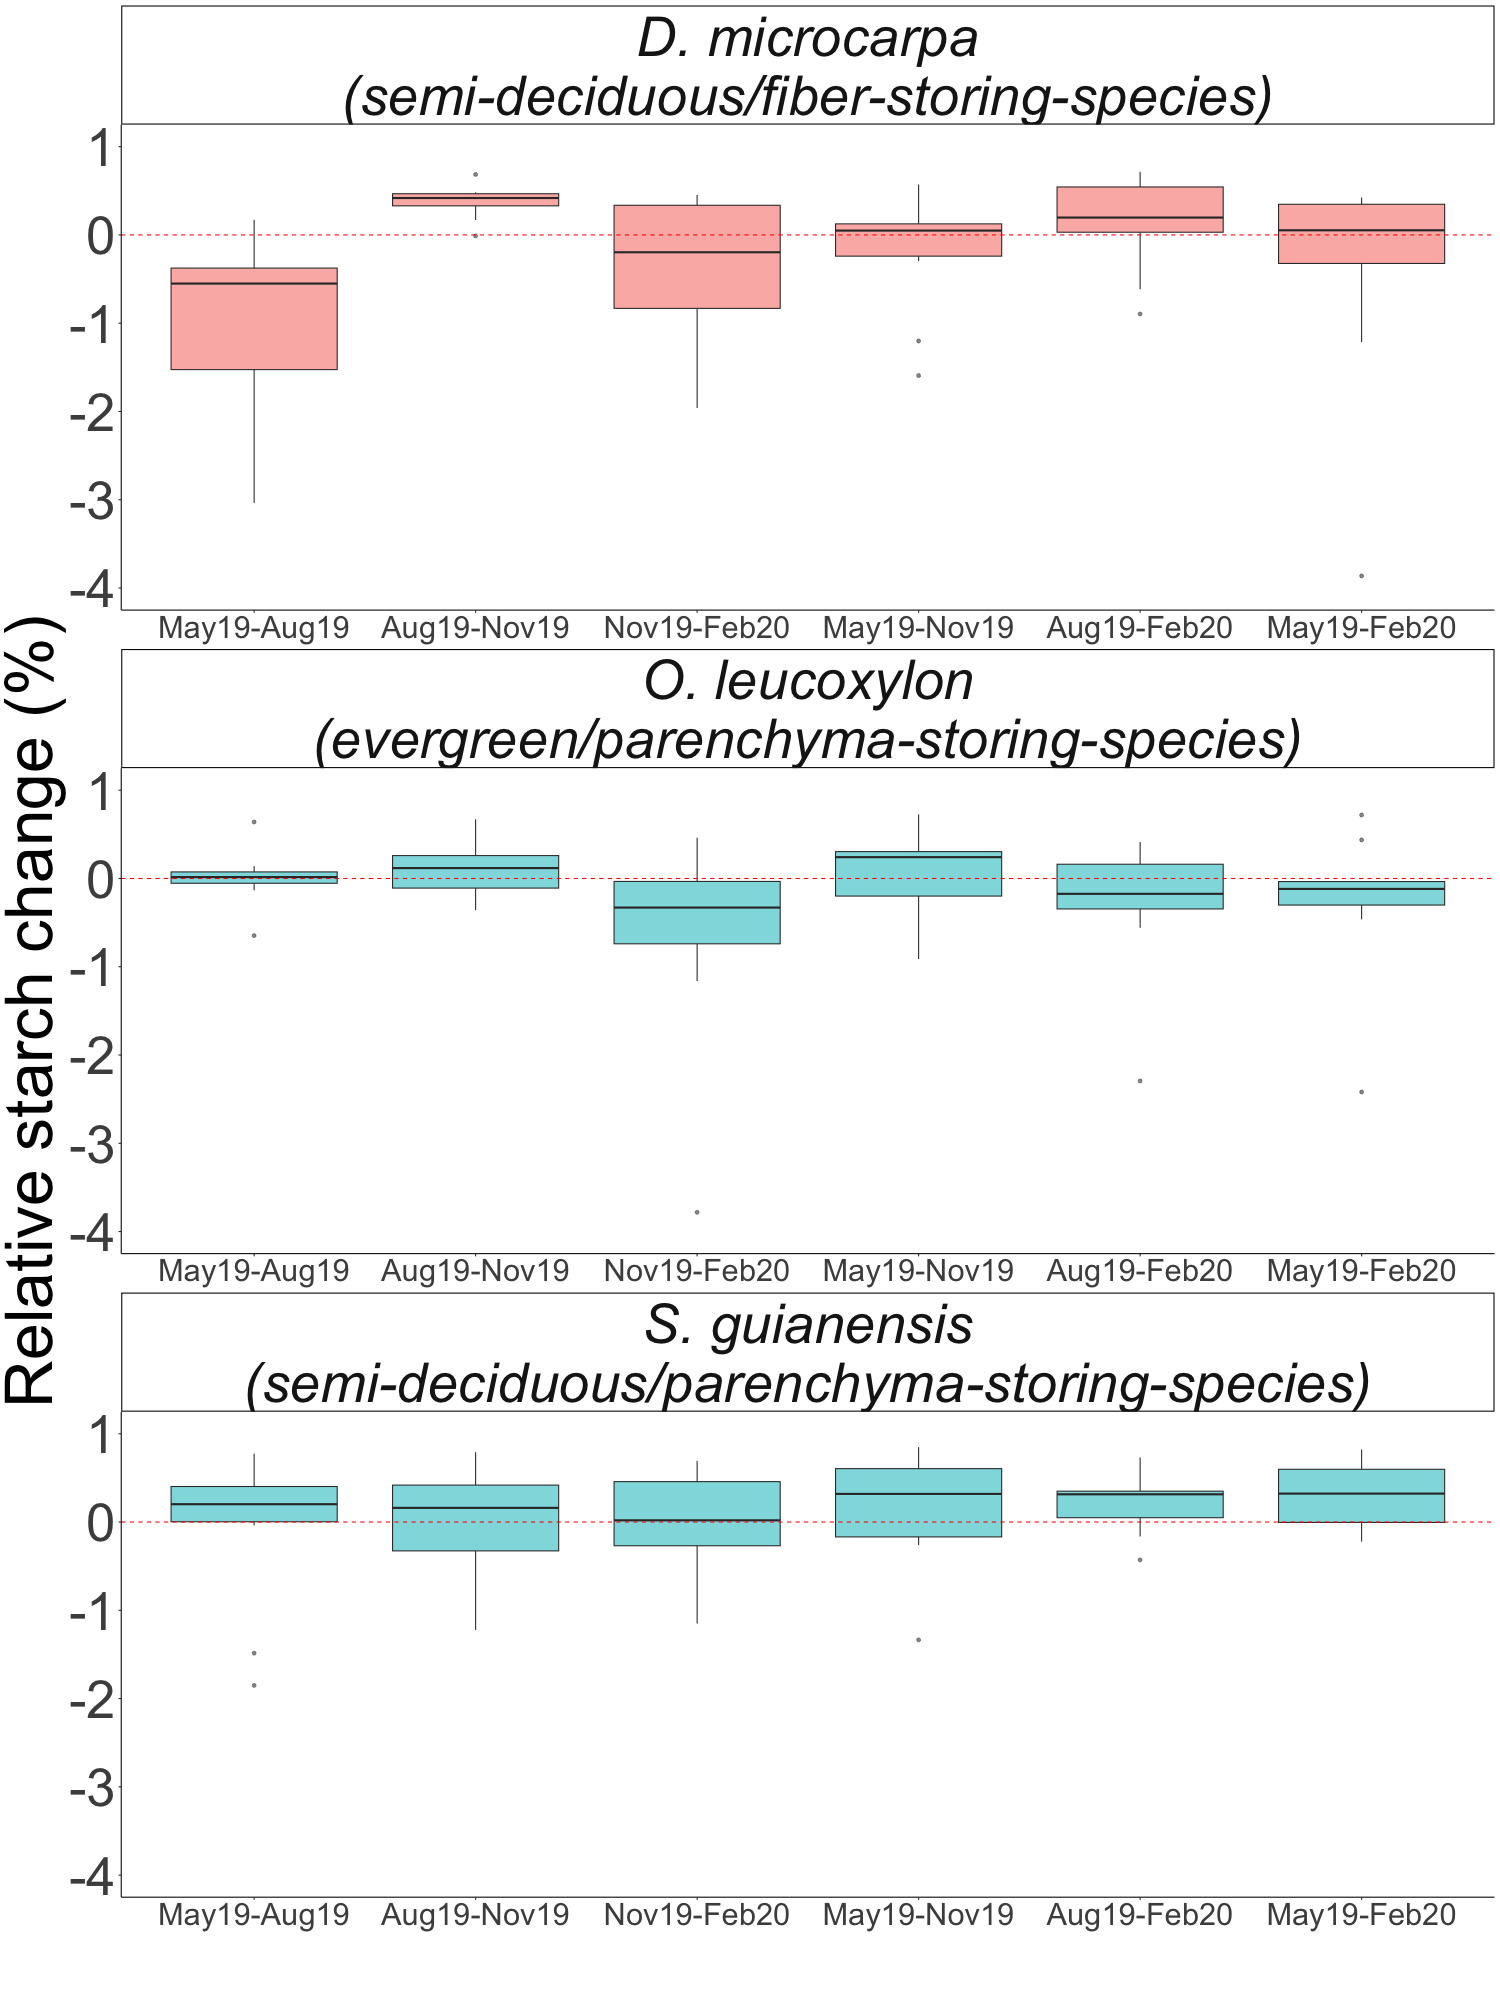 D. microcarpa
(semi-deciduous/fiber-storing-species)
1
0
-1
-2
-3
-4
May19-Aug19 Aug19-Nov19 Nov19-Feb20 May19-Nov19 Aug19-Feb20 May19-Feb20
Relative starch change (%)
O. leucoxylon
(evergreen/parenchyma-storing-species)
1
0
-1
-2
-3
-4
May19-Aug19 Aug19-Nov19 Nov19-Feb20 May19-Nov19 Aug19-Feb20 May19-Feb20
S. guianensis
(semi-deciduous/parenchyma-storing-species)
1
0
-1
-2
-3
-4
May19-Aug19 Aug19-Nov19 Nov19-Feb20 May19-Nov19 Aug19-Feb20 May19-Feb20